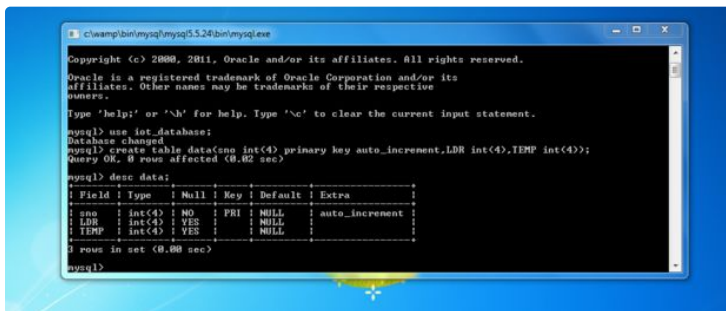 c:\wamp\bin\mysql\mysql5.5.24\bin\mysql.exe
Copyright (c) 2000, 2011, Oracle and/or its affiliates. All rights reserved.
Oracle is a registered trademark of Oracle Corporation and/or its
affiliates. Other names may be trademarks of their respective
owners.
Type 'help;' or '\h' for help. Type '\c' to clear the current input statement.
mysql> use iot_database;
Database changed
mysql> create table data(sno int(4) primary key auto_increment,LDR int(4),TEMP int(4));
Query OK, 0 rows affected (0.02 sec)
mysql> desc data;
| Field | Type | Null | Key | Default | Extra |
| sno | int(4) | NO | PRI | NULL | auto_increment |
| LDR | int(4) | YES | | NULL | |
| TEMP | int(4) | YES | | NULL | |
3 rows in set (0.00 sec)
mysql>